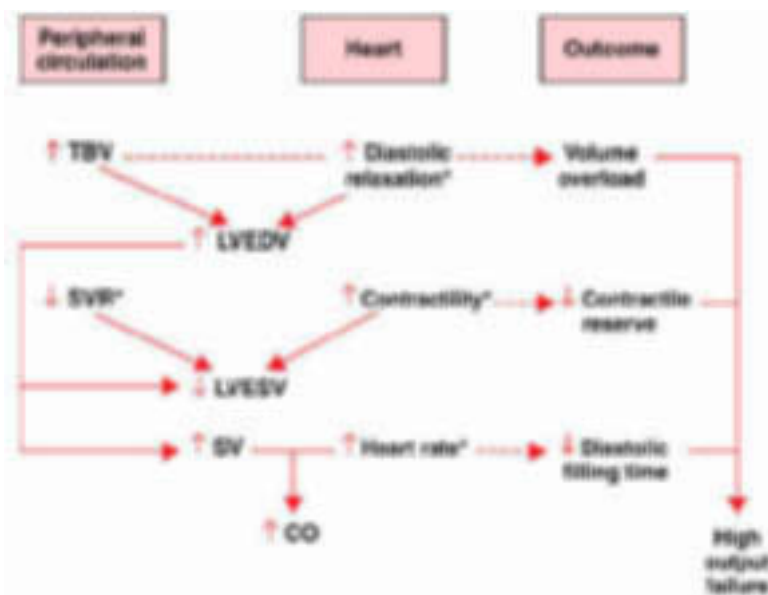 Peripheral
circulation
Heart
Outcome
↑ TBV
↑ Diastolic
relaxation*
Volume
overload
↑ LVEDV
↓ SVR*
↑ Contractility*
↓ Contractile
reserve
↓ LVESV
↑ SV
↑ Heart rate*
↓ Diastolic
filling time
↑ CO
High
output
failure